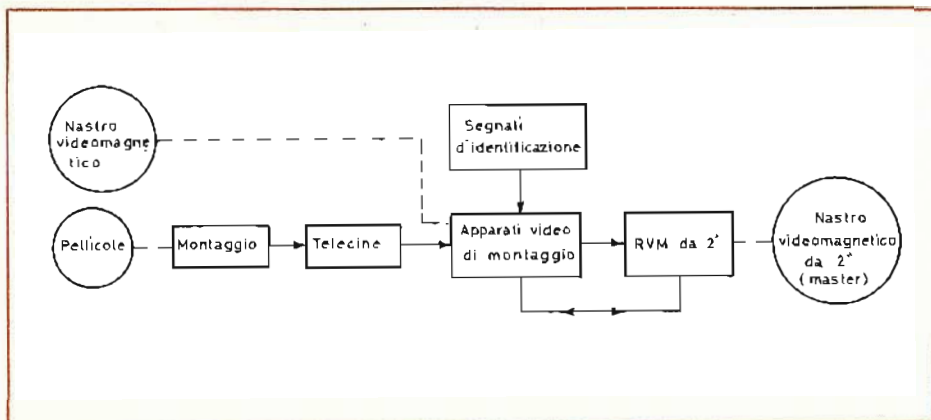 Nastro
videomagne
tico
Segnali
d'identificazione
Pellicole
Montaggio
Telecine
Apparati video
di montaggio
RVM da 2"
Nastro
videomagnetico
da 2"
(master)